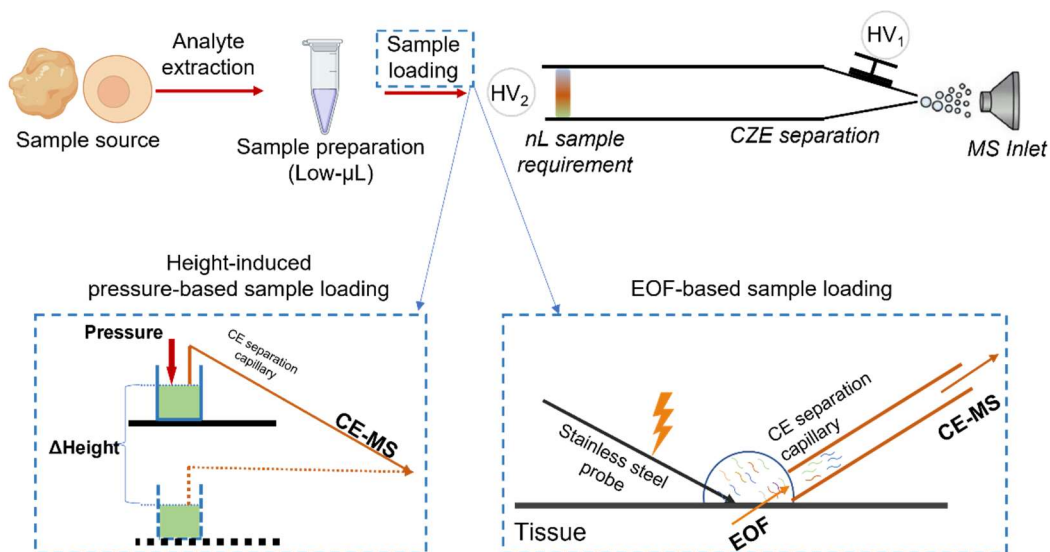 Analyte
extraction
Sample
loading
HV1
HV2
Sample source
Sample preparation
(Low-µL)
nL sample
requirement
CZE separation
MS Inlet
Height-induced
pressure-based sample loading
EOF-based sample loading
Pressure
CE separation
capillary
CE-MS
ΔHeight
Stainless steel
probe
CE separation
capillary
CE-MS
Tissue
EOF